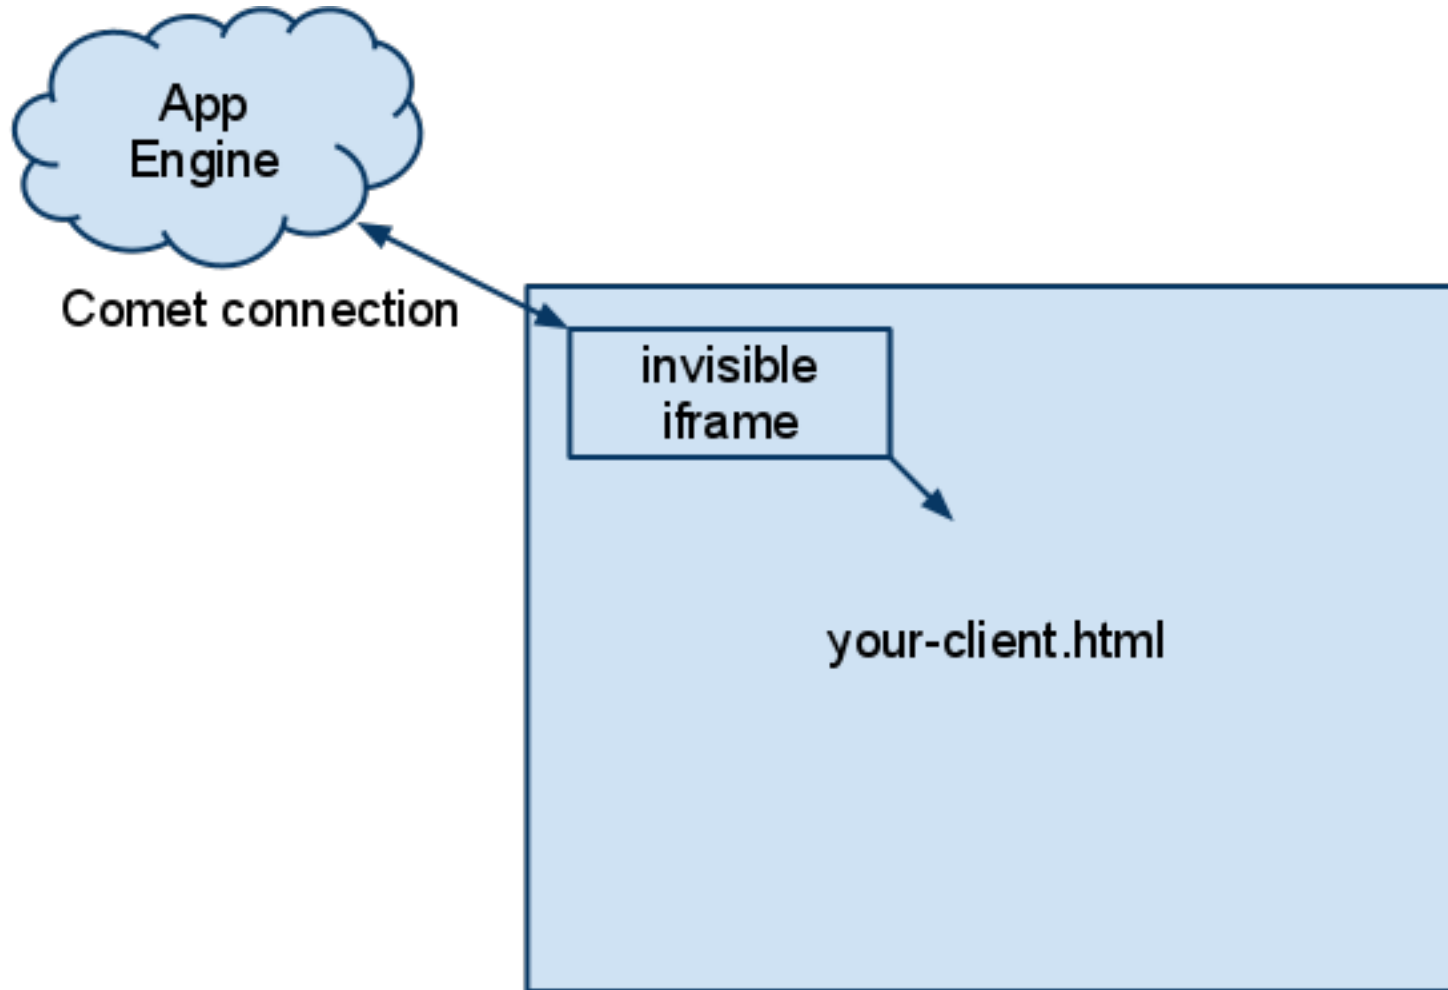 App
Engine
Comet connection
invisible
iframe
your-client.html